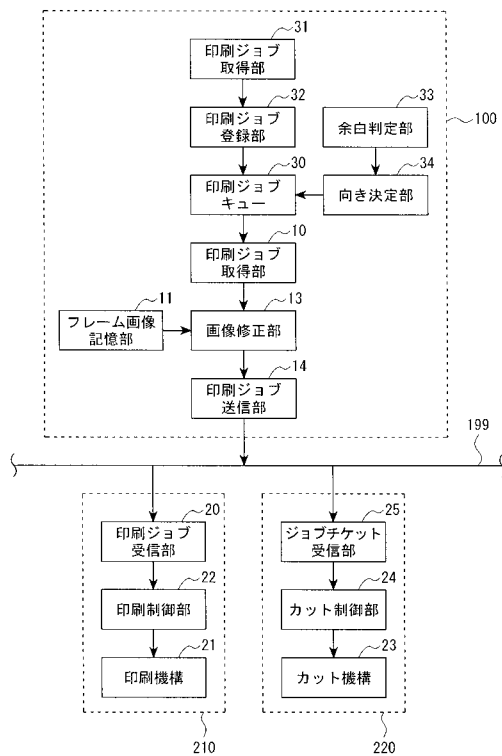 31
印刷ジョブ
取得部
32
印刷ジョブ
登録部
33
余白判定部
100
30
印刷ジョブ
キュー
34
向き決定部
10
印刷ジョブ
取得部
11
フレーム画像
記憶部
13
画像修正部
14
印刷ジョブ
送信部
199
20
印刷ジョブ
受信部
25
ジョブチケット
受信部
22
印刷制御部
24
カット制御部
21
印刷機構
23
カット機構
210
220